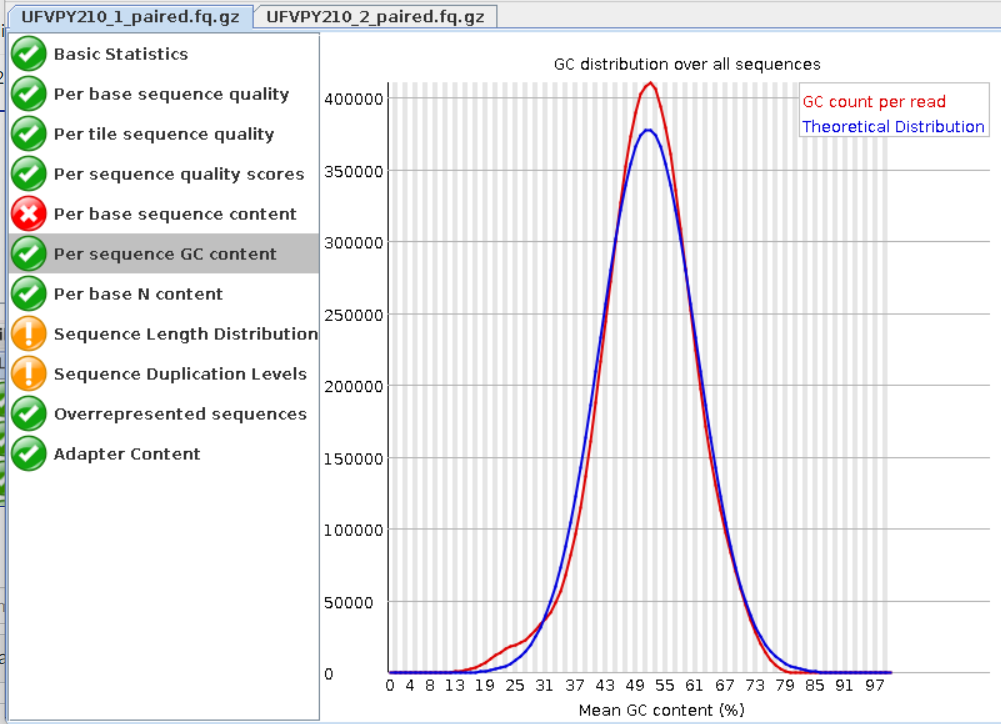 UFVPY210_1_paired.fq.gz UFVPY210_2_paired.fq.gz
Basic Statistics
Per base sequence quality
Per tile sequence quality
Per sequence quality scores
Per base sequence content
Per sequence GC content
Per base N content
Sequence Length Distribution
Sequence Duplication Levels
Overrepresented sequences
Adapter Content
GC distribution over all sequences
GC count per read
Theoretical Distribution
400000
350000
300000
250000
200000
150000
100000
50000
0
0 4 8 13 19 25 31 37 43 49 55 61 67 73 79 85 91 97
Mean GC content (%)